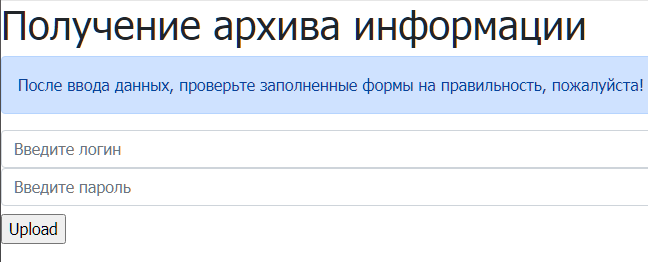 Получение архива информации
После ввода данных, проверьте заполненные формы на правильность, пожалуйста!
Введите логин
Введите пароль
Upload